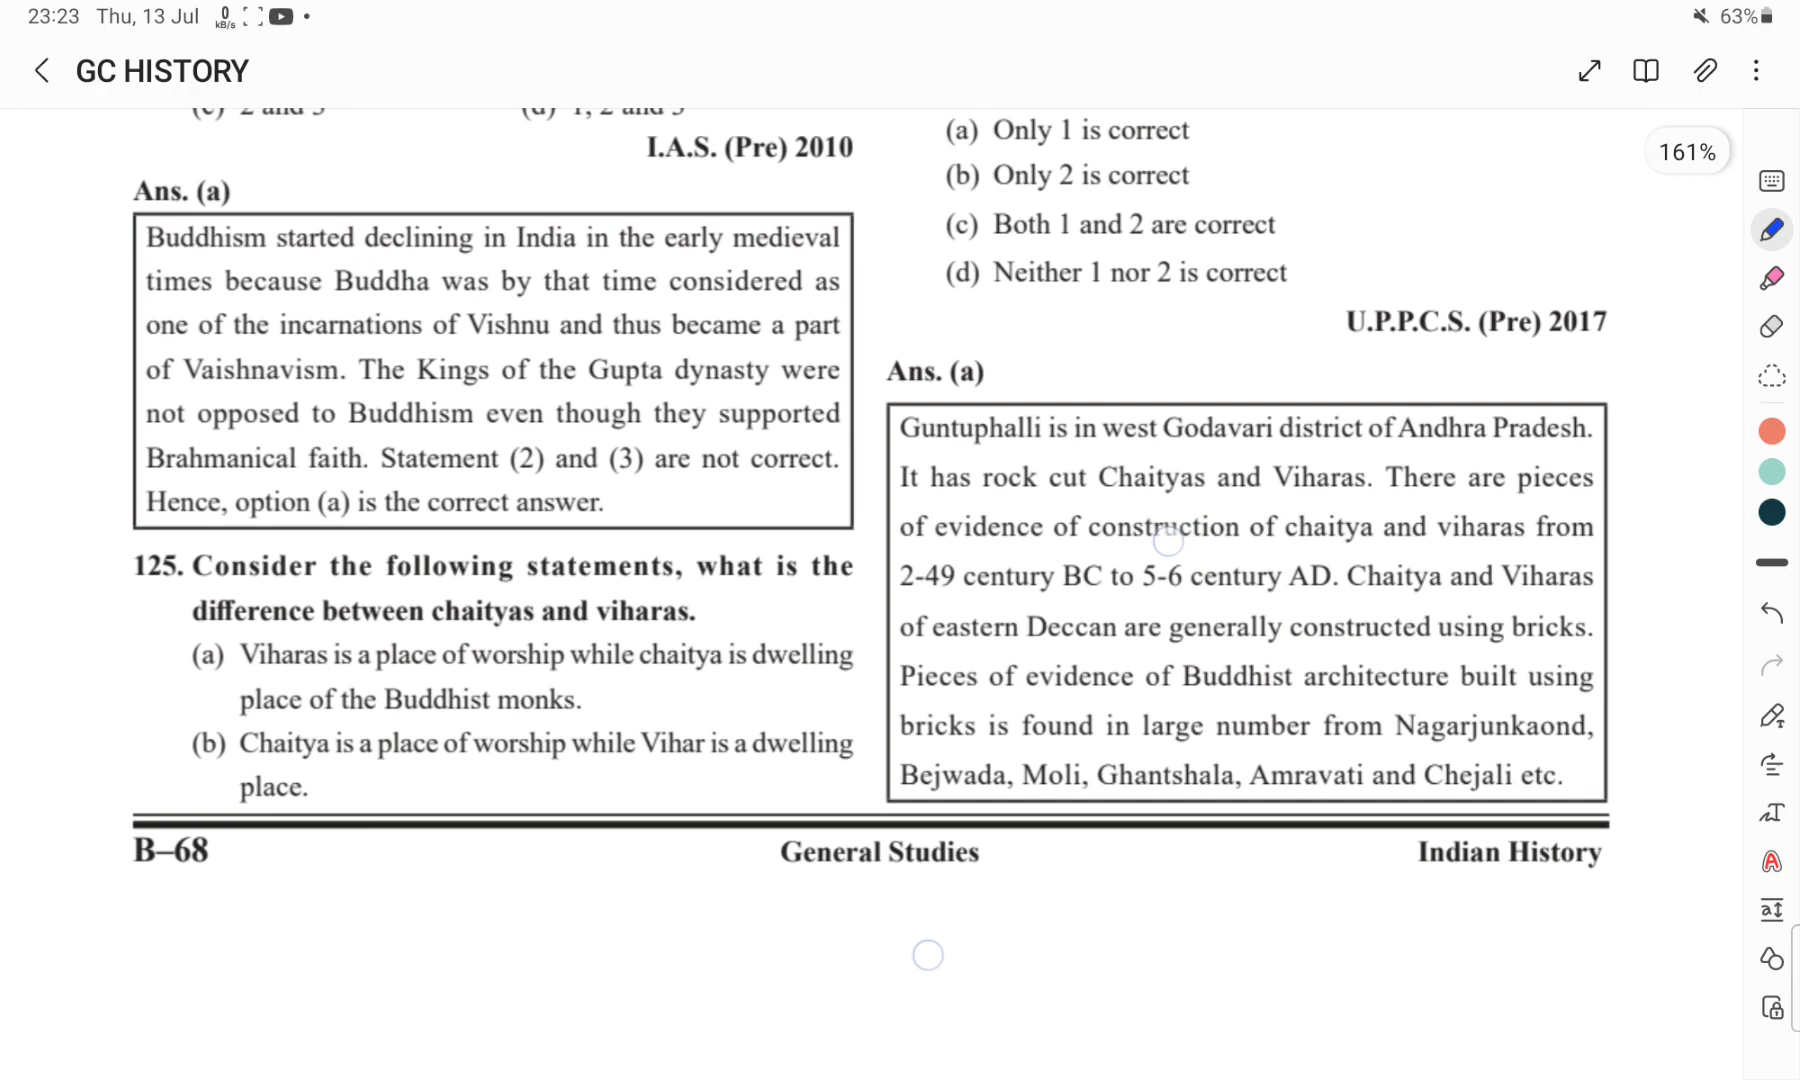 23:23 Thu, 13 Jul 0 kB/s
63%
GC HISTORY
161%
(c) 2 and 3 (d) 1, 2 and 3
I.A.S. (Pre) 2010
Ans. (a)
Buddhism started declining in India in the early medieval
times because Buddha was by that time considered as
one of the incarnations of Vishnu and thus became a part
of Vaishnavism. The Kings of the Gupta dynasty were
not opposed to Buddhism even though they supported
Brahmanical faith. Statement (2) and (3) are not correct.
Hence, option (a) is the correct answer.
125. Consider the following statements, what is the
difference between chaityas and viharas.
(a) Viharas is a place of worship while chaitya is dwelling
place of the Buddhist monks.
(b) Chaitya is a place of worship while Vihar is a dwelling
place.
(a) Only 1 is correct
(b) Only 2 is correct
(c) Both 1 and 2 are correct
(d) Neither 1 nor 2 is correct
U.P.P.C.S. (Pre) 2017
Ans. (a)
Guntuphalli is in west Godavari district of Andhra Pradesh.
It has rock cut Chaityas and Viharas. There are pieces
of evidence of construction of chaitya and viharas from
2-49 century BC to 5-6 century AD. Chaitya and Viharas
of eastern Deccan are generally constructed using bricks.
Pieces of evidence of Buddhist architecture built using
bricks is found in large number from Nagarjunkaond,
Bejwada, Moli, Ghantshala, Amravati and Chejali etc.
B–68 General Studies Indian History